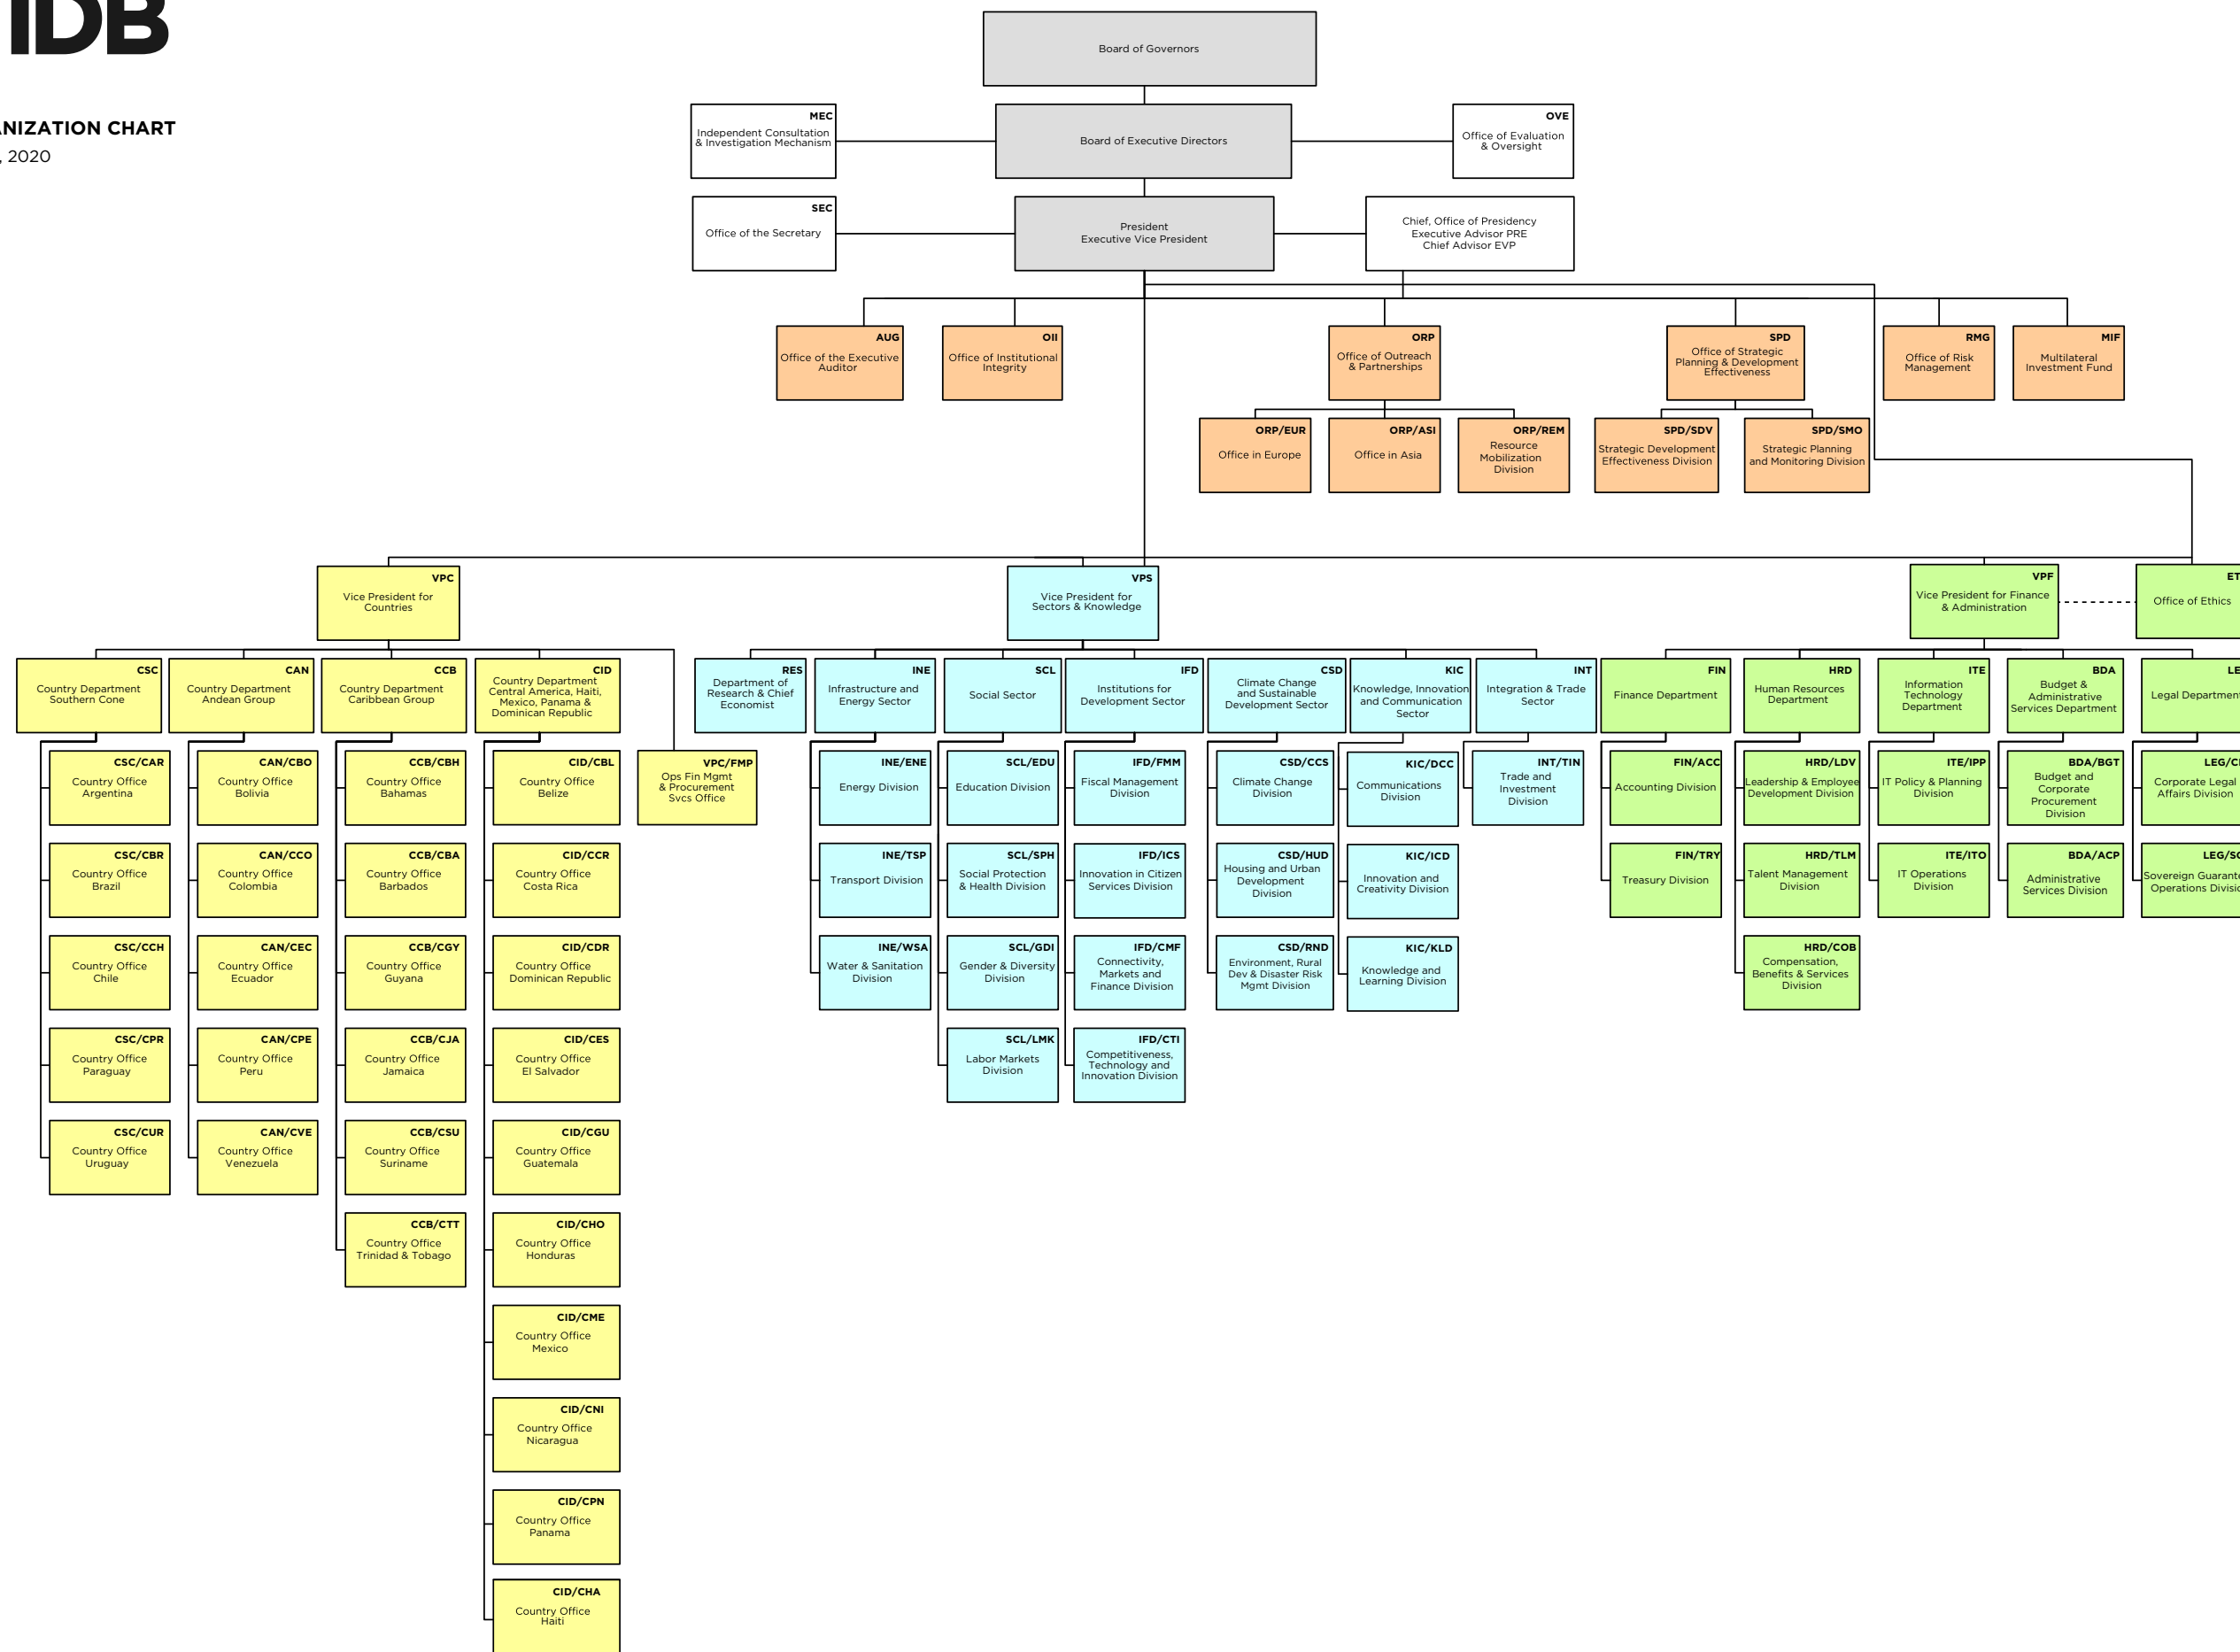 IDB
ANIZATION CHART
, 2020
Board of Governors
MEC
Independent Consultation
& Investigation Mechanism
Board of Executive Directors
OVE
Office of Evaluation
& Oversight
SEC
Office of the Secretary
President
Executive Vice President
Chief, Office of Presidency
Executive Advisor PRE
Chief Advisor EVP
AUG
Office of the Executive
Auditor
OII
Office of Institutional
Integrity
ORP
Office of Outreach
& Partnerships
SPD
Office of Strategic
Planning & Development
Effectiveness
RMG
Office of Risk
Management
MIF
Multilateral
Investment Fund
ORP/EUR
Office in Europe
ORP/ASI
Office in Asia
ORP/REM
Resource
Mobilization
Division
SPD/SDV
Strategic Development
Effectiveness Division
SPD/SMO
Strategic Planning
and Monitoring Division
VPC
Vice President for
Countries
VPS
Vice President for
Sectors & Knowledge
VPF
Vice President for Finance
& Administration
ET
Office of Ethics
CSC
Country Department
Southern Cone
CAN
Country Department
Andean Group
CCB
Country Department
Caribbean Group
CID
Country Department
Central America, Haiti,
Mexico, Panama &
Dominican Republic
RES
Department of
Research & Chief
Economist
INE
Infrastructure and
Energy Sector
SCL
Social Sector
IFD
Institutions for
Development Sector
CSD
Climate Change
and Sustainable
Development Sector
KIC
Knowledge, Innovation
and Communication
Sector
INT
Integration & Trade
Sector
FIN
Finance Department
HRD
Human Resources
Department
ITE
Information
Technology
Department
BDA
Budget &
Administrative
Services Department
LE
Legal Department
CSC/CAR
Country Office
Argentina
CAN/CBO
Country Office
Bolivia
CCB/CBH
Country Office
Bahamas
CID/CBL
Country Office
Belize
VPC/FMP
Ops Fin Mgmt
& Procurement
Svcs Office
INE/ENE
Energy Division
SCL/EDU
Education Division
IFD/FMM
Fiscal Management
Division
CSD/CCS
Climate Change
Division
KIC/DCC
Communications
Division
INT/TIN
Trade and
Investment
Division
FIN/ACC
Accounting Division
HRD/LDV
Leadership & Employee
Development Division
ITE/IPP
IT Policy & Planning
Division
BDA/BGT
Budget and
Corporate
Procurement
Division
LEG/C
Corporate Legal
Affairs Division
CSC/CBR
Country Office
Brazil
CAN/CCO
Country Office
Colombia
CCB/CBA
Country Office
Barbados
CID/CCR
Country Office
Costa Rica
INE/TSP
Transport Division
SCL/SPH
Social Protection
& Health Division
IFD/ICS
Innovation in Citizen
Services Division
CSD/HUD
Housing and Urban
Development
Division
KIC/ICD
Innovation and
Creativity Division
FIN/TRY
Treasury Division
HRD/TLM
Talent Management
Division
ITE/ITO
IT Operations
Division
BDA/ACP
Administrative
Services Division
LEG/S
Sovereign Guarante
Operations Divisi
CSC/CCH
Country Office
Chile
CAN/CEC
Country Office
Ecuador
CCB/CGY
Country Office
Guyana
CID/CDR
Country Office
Dominican Republic
INE/WSA
Water & Sanitation
Division
SCL/GDI
Gender & Diversity
Division
IFD/CMF
Connectivity,
Markets and
Finance Division
CSD/RND
Environment, Rural
Dev & Disaster Risk
Mgmt Division
KIC/KLD
Knowledge and
Learning Division
HRD/COB
Compensation,
Benefits & Services
Division
CSC/CPR
Country Office
Paraguay
CAN/CPE
Country Office
Peru
CCB/CJA
Country Office
Jamaica
CID/CES
Country Office
El Salvador
SCL/LMK
Labor Markets
Division
IFD/CTI
Competitiveness,
Technology and
Innovation Division
CSC/CUR
Country Office
Uruguay
CAN/CVE
Country Office
Venezuela
CCB/CSU
Country Office
Suriname
CID/CGU
Country Office
Guatemala
CCB/CTT
Country Office
Trinidad & Tobago
CID/CHO
Country Office
Honduras
CID/CME
Country Office
Mexico
CID/CNI
Country Office
Nicaragua
CID/CPN
Country Office
Panama
CID/CHA
Country Office
Haiti